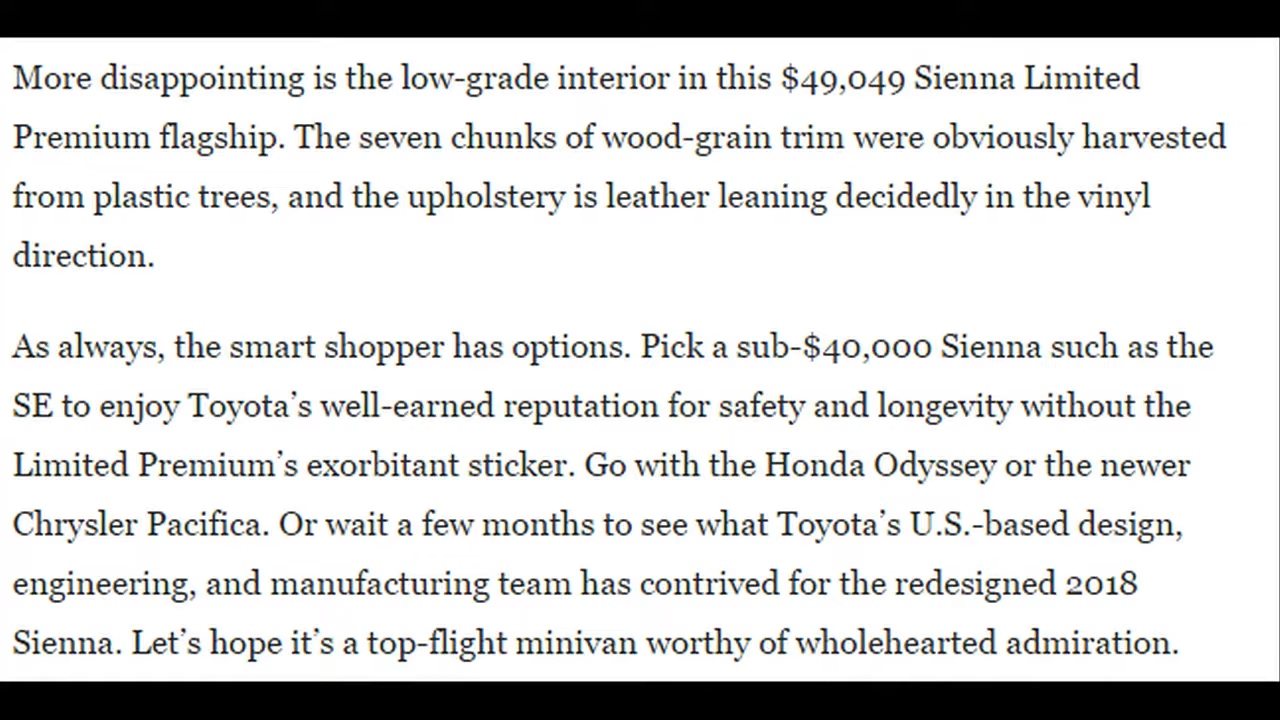 More disappointing is the low-grade interior in this $49,049 Sienna Limited
Premium flagship. The seven chunks of wood-grain trim were obviously harvested
from plastic trees, and the upholstery is leather leaning decidedly in the vinyl
direction.
As always, the smart shopper has options. Pick a sub-$40,000 Sienna such as the
SE to enjoy Toyota’s well-earned reputation for safety and longevity without the
Limited Premium’s exorbitant sticker. Go with the Honda Odyssey or the newer
Chrysler Pacifica. Or wait a few months to see what Toyota’s U.S.-based design,
engineering, and manufacturing team has contrived for the redesigned 2018
Sienna. Let’s hope it’s a top-flight minivan worthy of wholehearted admiration.